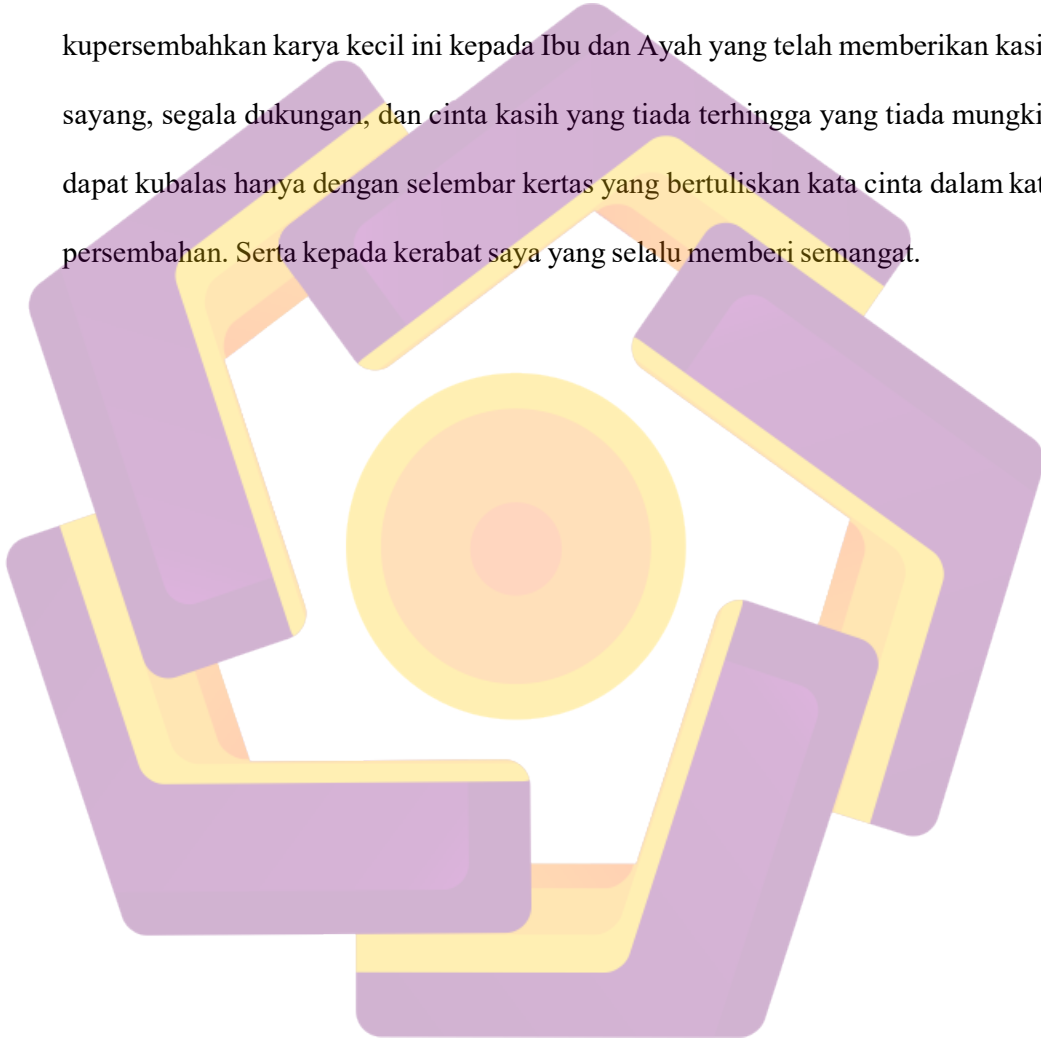 kupersembahkan karya kecil ini kepada Ibu dan Ayah yang telah memberikan kasi
sayang, segala dukungan, dan cinta kasih yang tiada terhingga yang tiada mungki
dapat kubalas hanya dengan selembar kertas yang bertuliskan kata cinta dalam kat
persembahan. Serta kepada kerabat saya yang selalu memberi semangat.